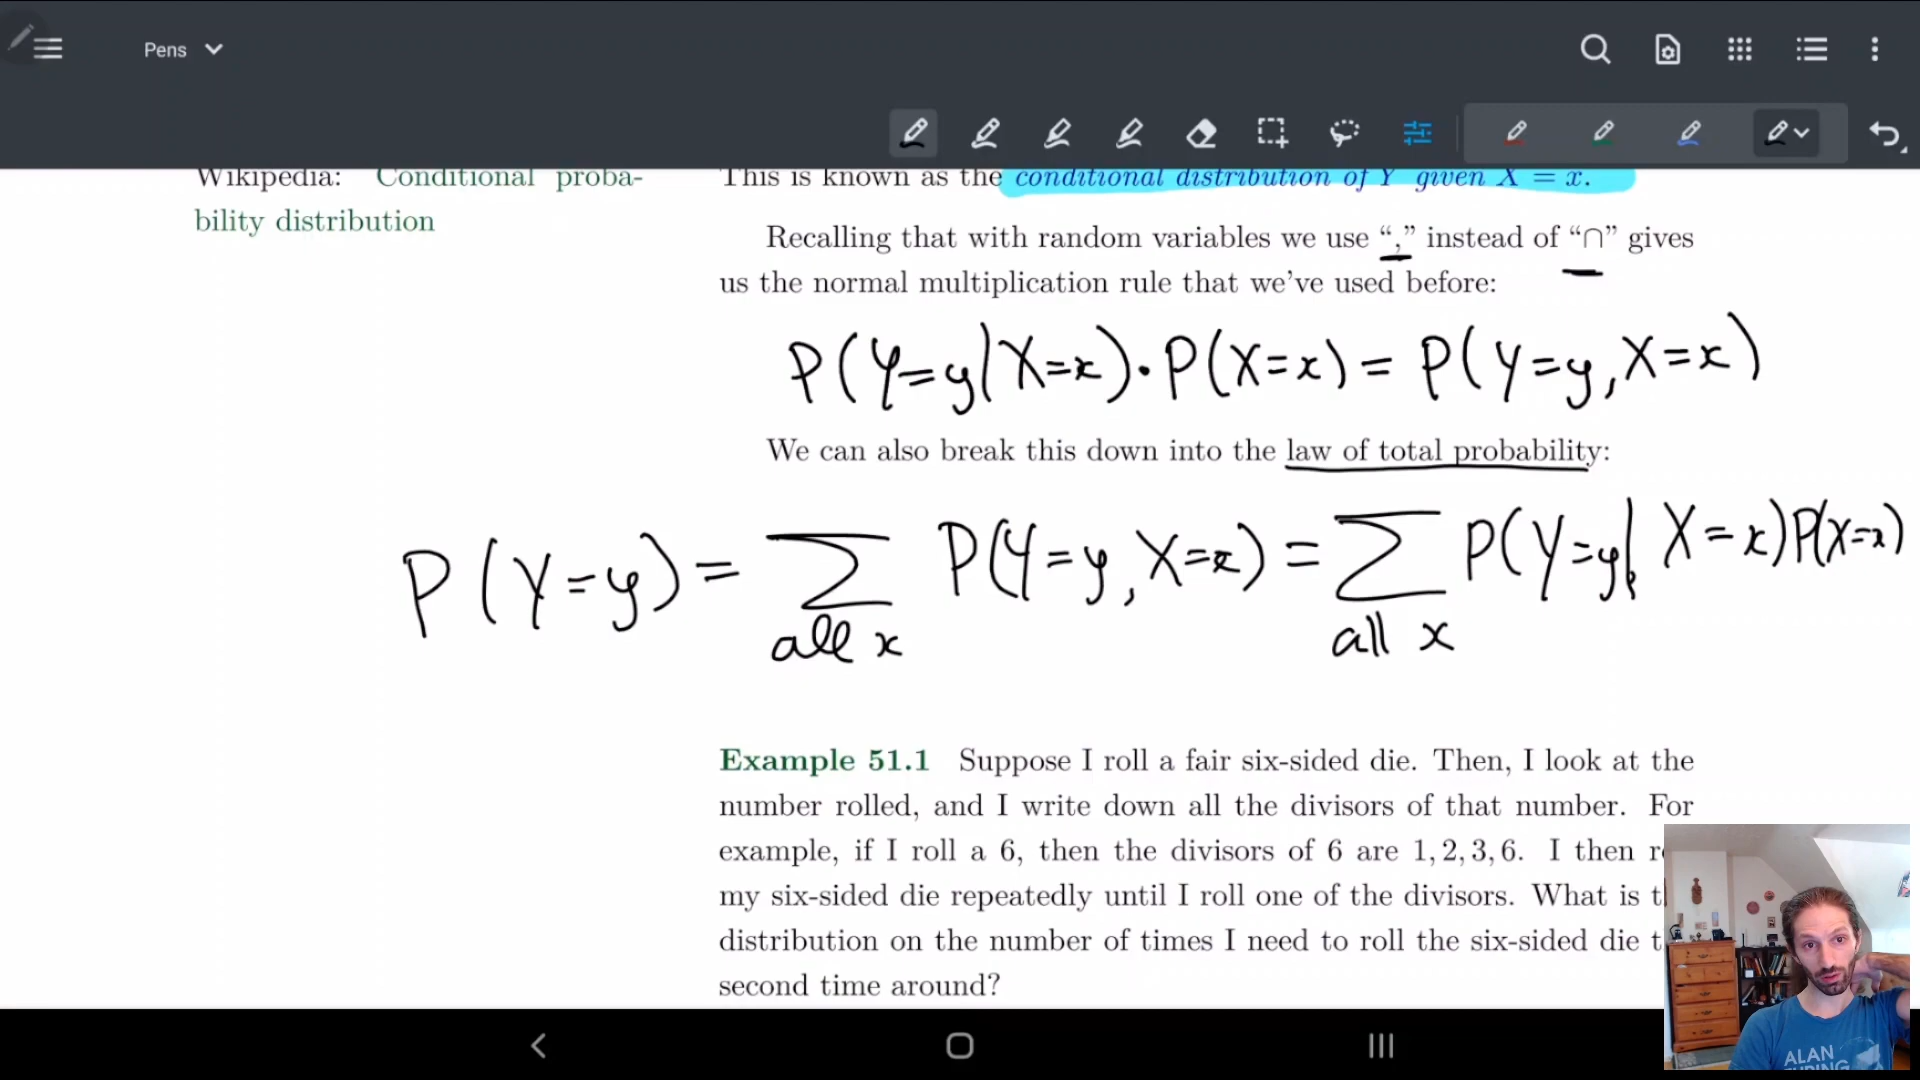 Pens
Wikipedia: Conditional proba-
bility distribution
This is known as the conditional distribution of Y given X = x.
Recalling that with random variables we use “,” instead of “∩” gives
us the normal multiplication rule that we’ve used before:
P(Y=y|X=x)·P(X=x) = P(Y=y,X=x)
We can also break this down into the law of total probability:
P(Y=y) = ∑ P(Y=y,X=x) = ∑ P(Y=y|X=x)P(X=x)
all x all x
Example 51.1 Suppose I roll a fair six-sided die. Then, I look at the
number rolled, and I write down all the divisors of that number. For
example, if I roll a 6, then the divisors of 6 are 1, 2, 3, 6. I then
my six-sided die repeatedly until I roll one of the divisors. What is
distribution on the number of times I need to roll the six-sided die
second time around?
ALAN